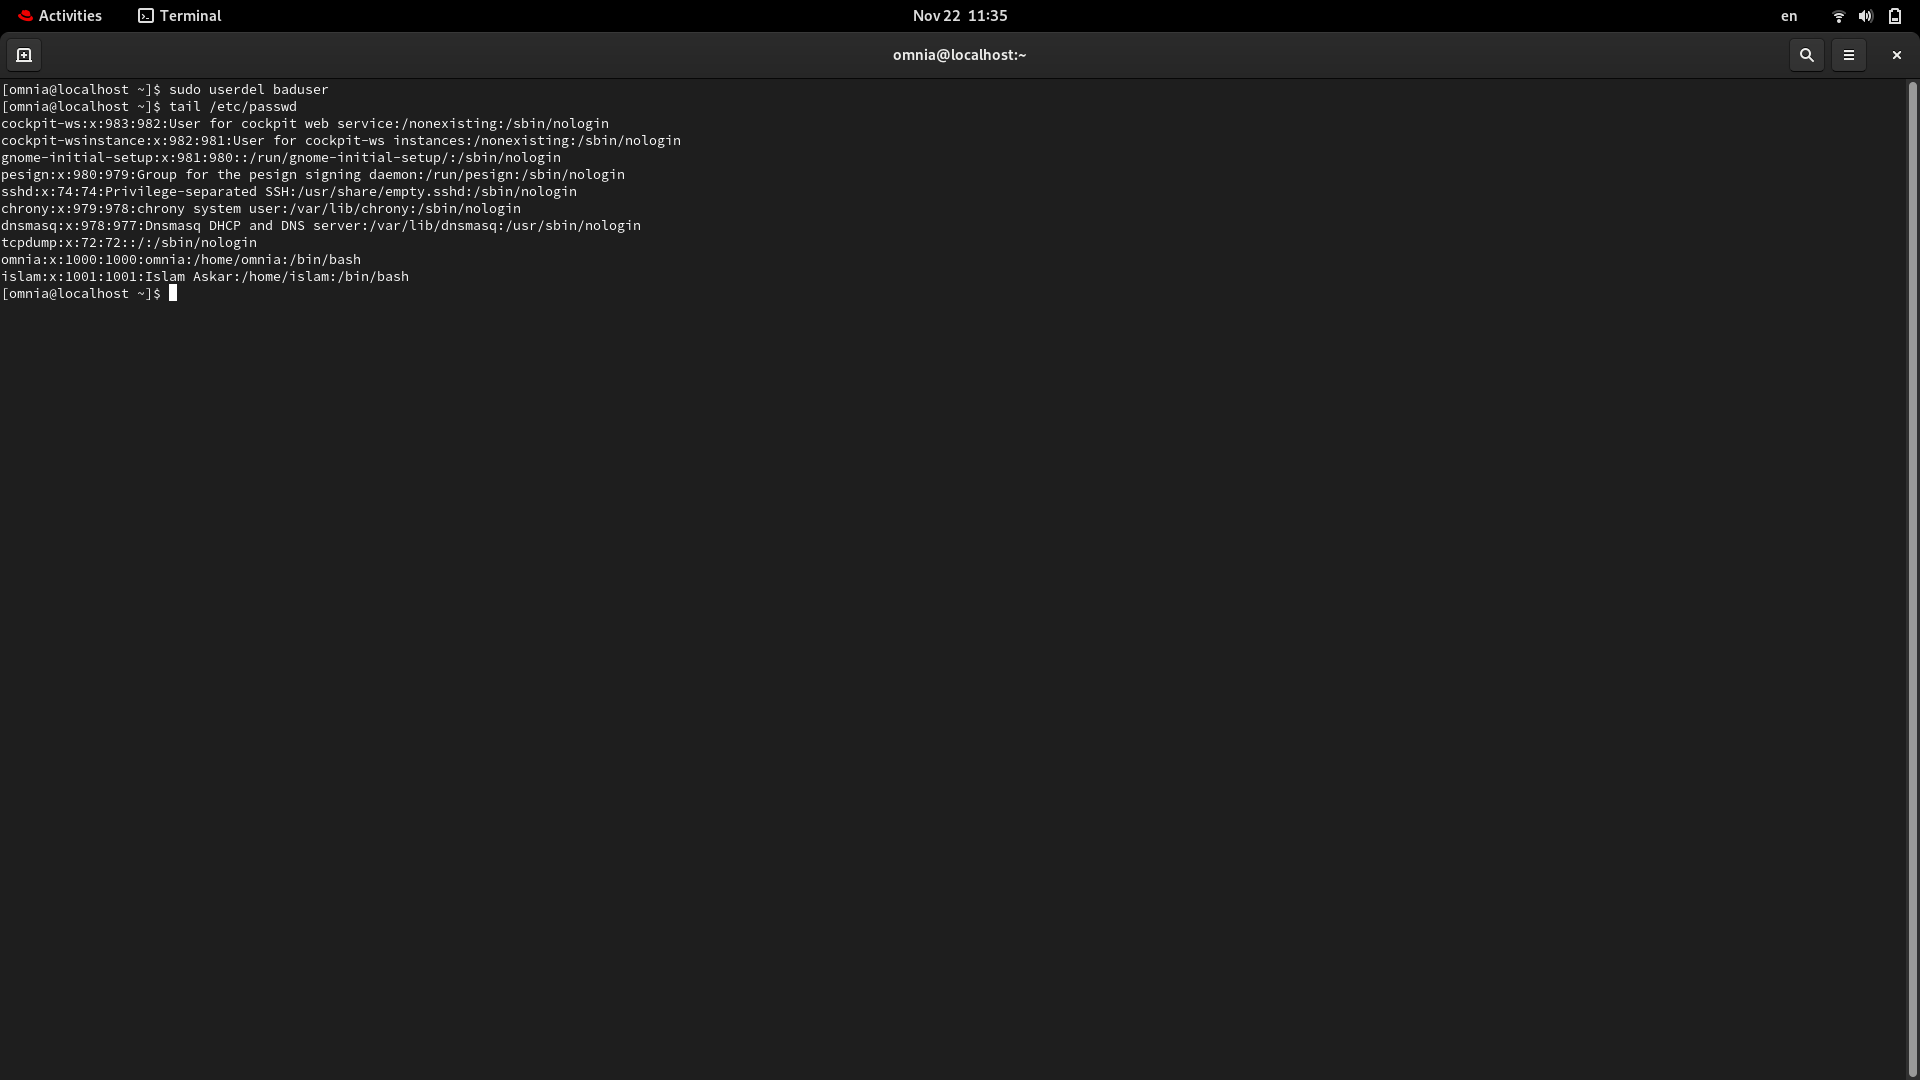 Activities Terminal Nov 22 11:35 en
omnia@localhost:~
[omnia@localhost ~]$ sudo userdel baduser
[omnia@localhost ~]$ tail /etc/passwd
cockpit-ws:x:983:982:User for cockpit web service:/nonexisting:/sbin/nologin
cockpit-wsinstance:x:982:981:User for cockpit-ws instances:/nonexisting:/sbin/nologin
gnome-initial-setup:x:981:980::/run/gnome-initial-setup/:/sbin/nologin
pesign:x:980:979:Group for the pesign signing daemon:/run/pesign:/sbin/nologin
sshd:x:74:74:Privilege-separated SSH:/usr/share/empty.sshd:/sbin/nologin
chrony:x:979:978:chrony system user:/var/lib/chrony:/sbin/nologin
dnsmasq:x:978:977:Dnsmasq DHCP and DNS server:/var/lib/dnsmasq:/usr/sbin/nologin
tcpdump:x:72:72::/:/sbin/nologin
omnia:x:1000:1000:omnia:/home/omnia:/bin/bash
islam:x:1001:1001:Islam Askar:/home/islam:/bin/bash
[omnia@localhost ~]$